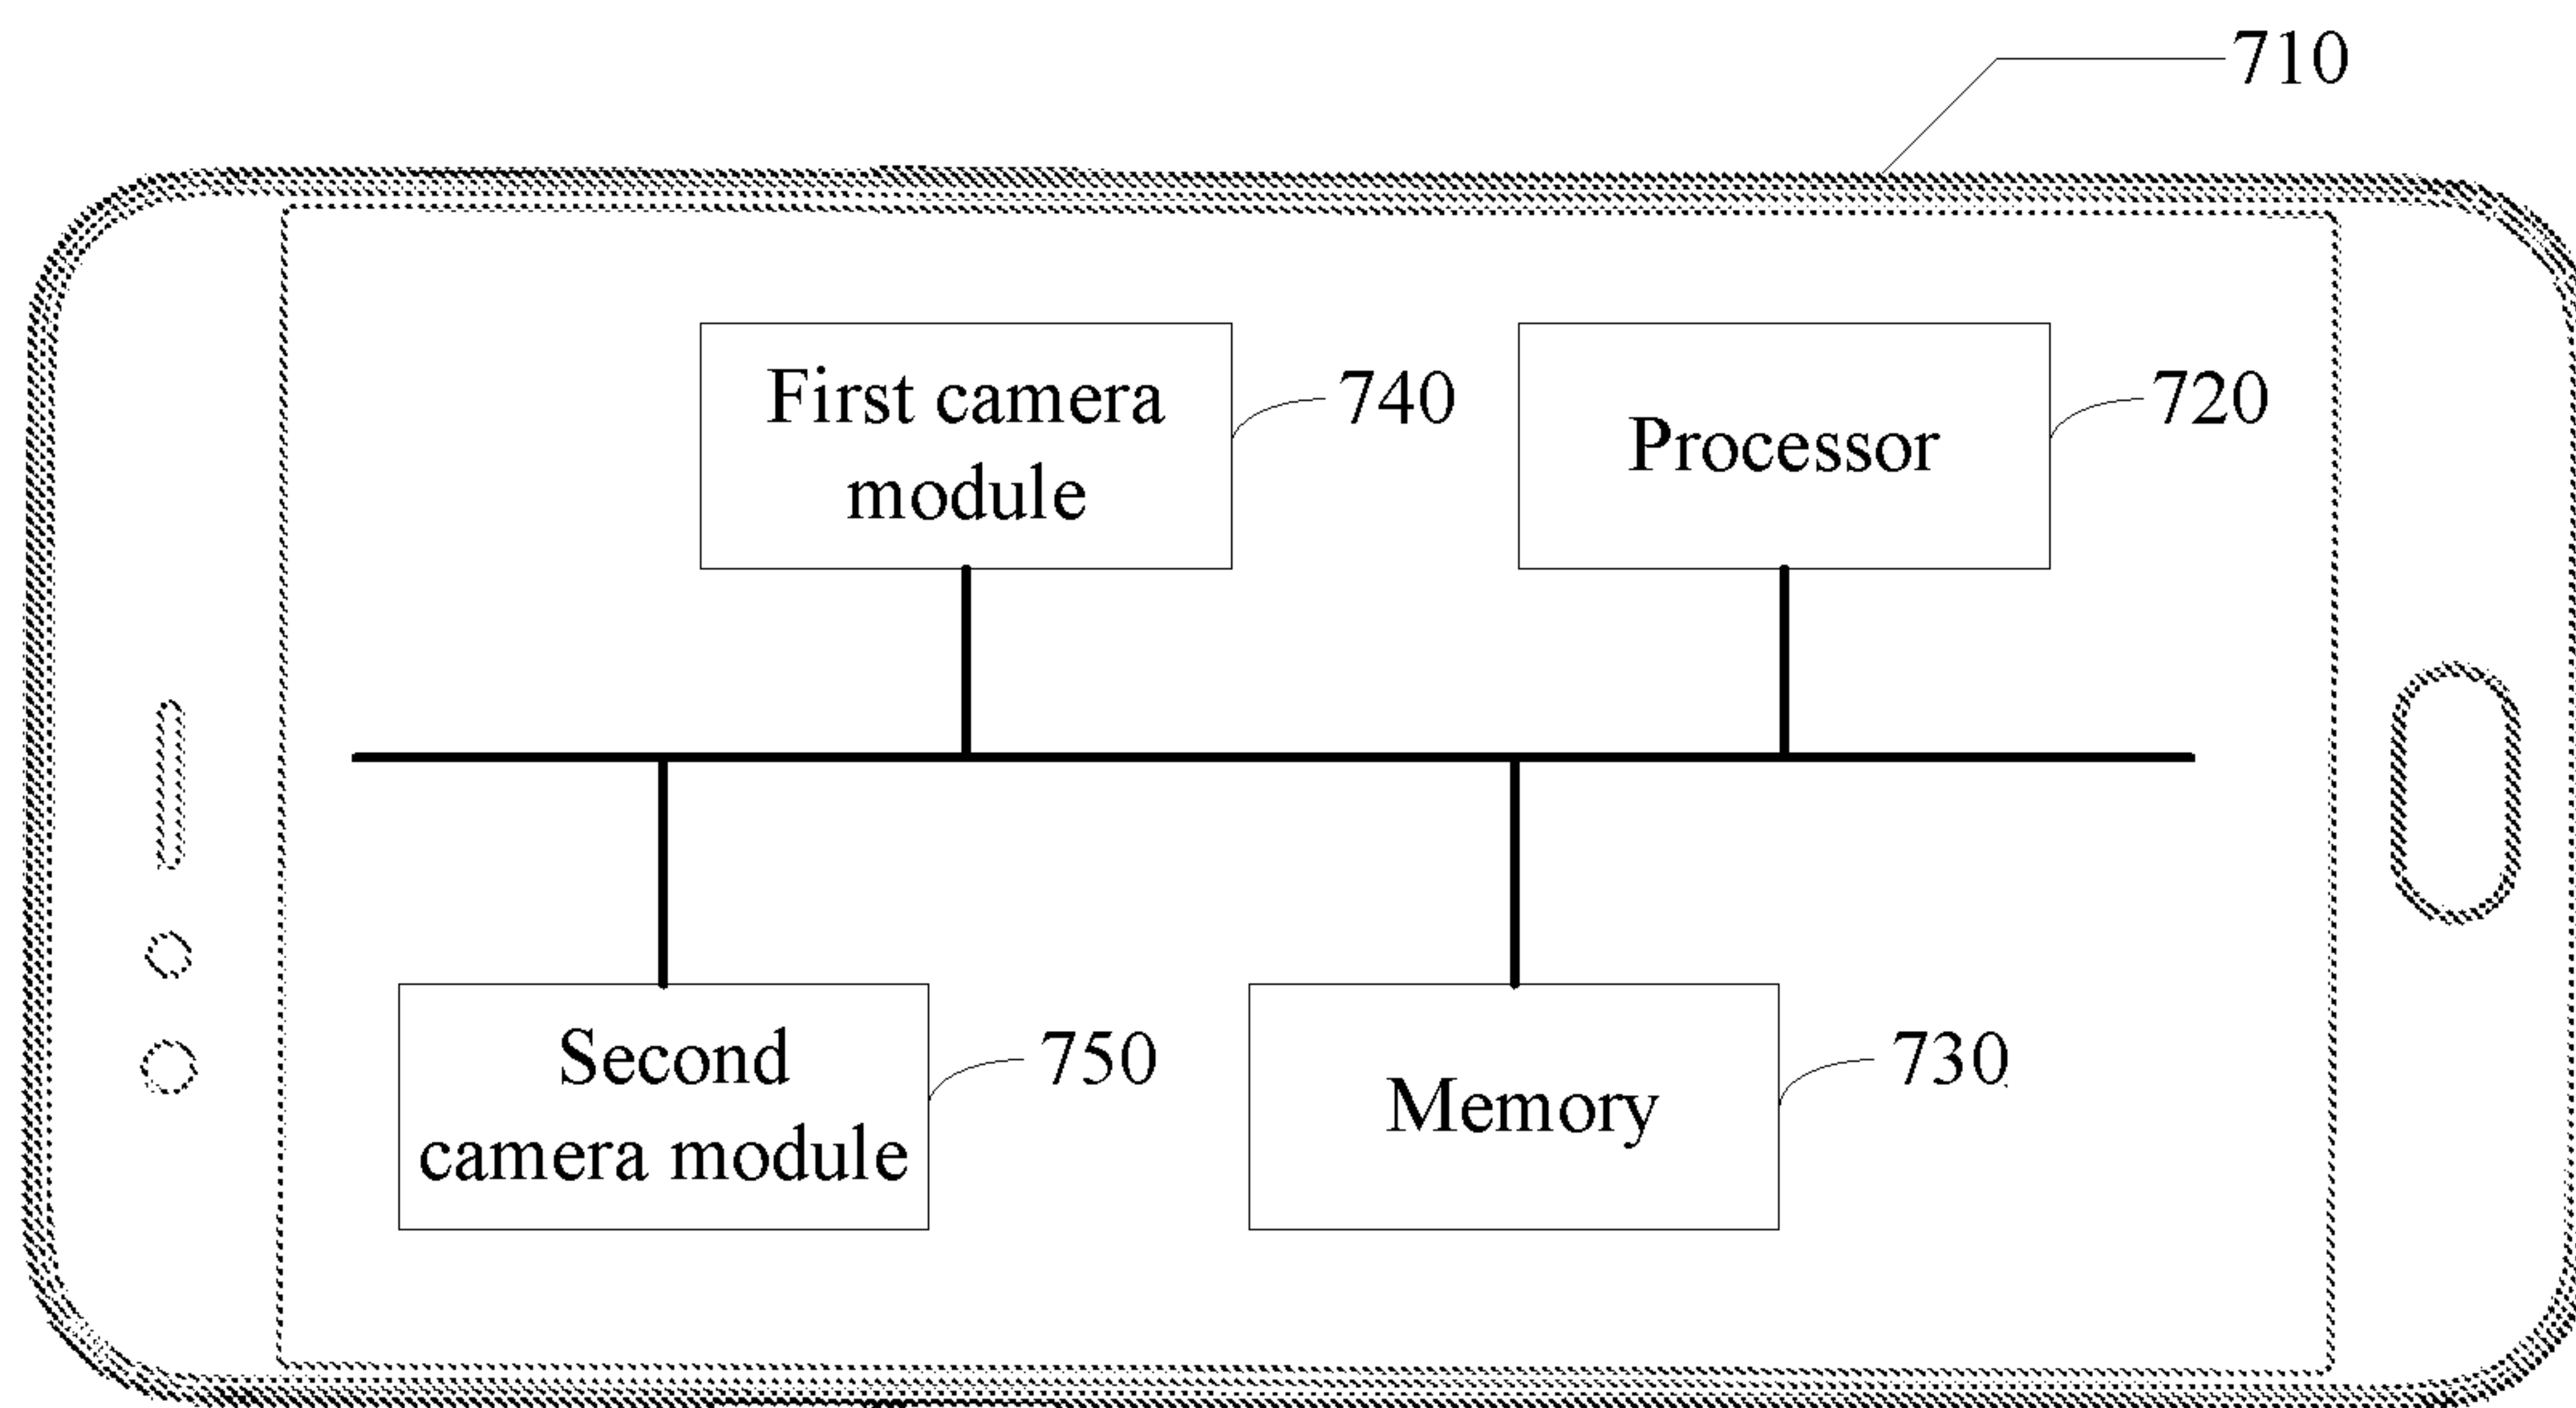 710
First camera
module
740
Processor
720
Second
camera module
750
Memory
730